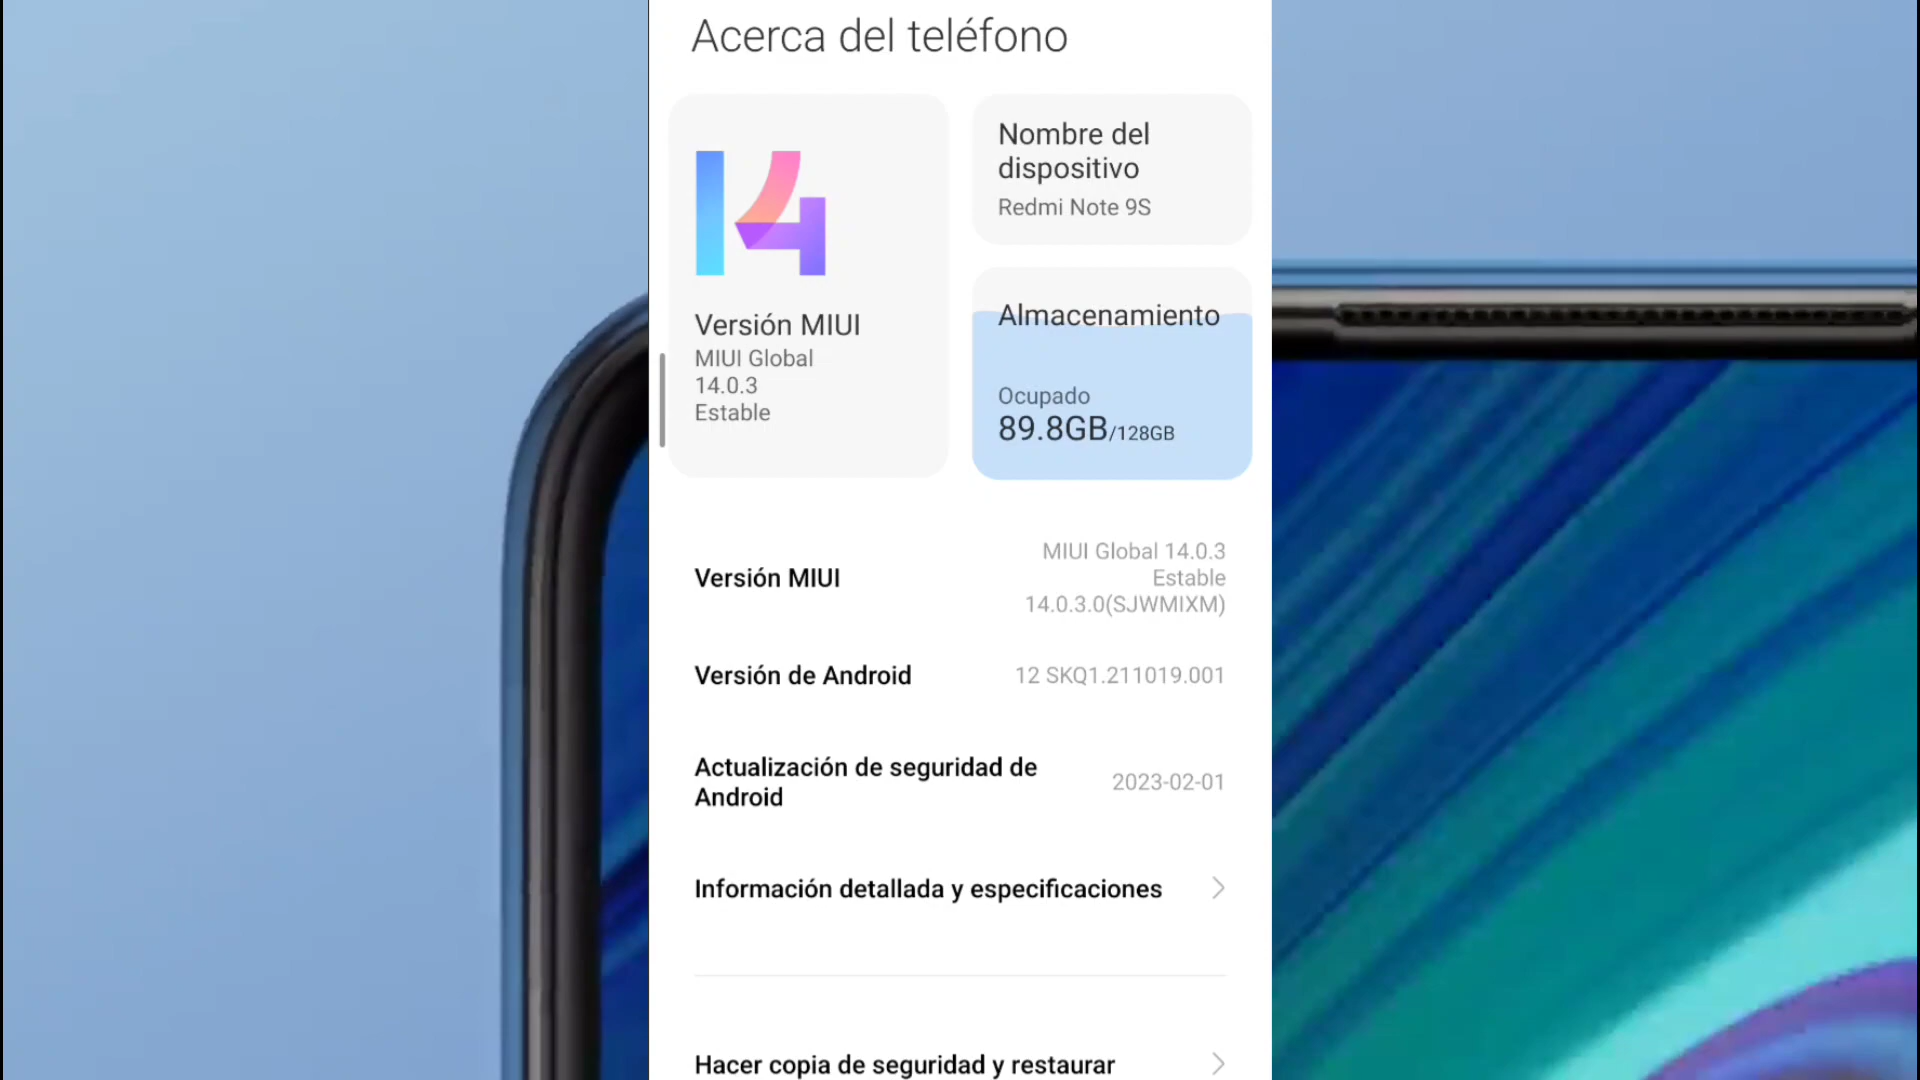 Acerca del teléfono
14
Versión MIUI
MIUI Global
14.0.3
Estable
Nombre del
dispositivo
Redmi Note 9S
Almacenamiento
Ocupado
89.8GB/128GB
Versión MIUI
MIUI Global 14.0.3
Estable
14.0.3.0(SJWMIXM)
Versión de Android
12 SKQ1.211019.001
Actualización de seguridad de
Android
2023-02-01
Información detallada y especificaciones
Hacer copia de seguridad y restaurar